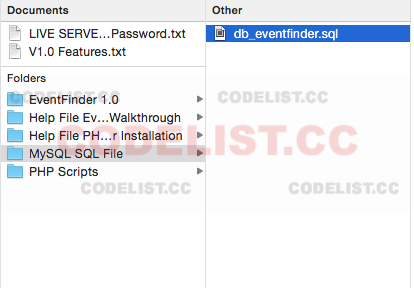 Documents
LIVE SERVE...Password.txt
V1.0 Features.txt
Folders
EventFinder 1.0
Help File Ev...Walkthrough
Help File PH...r Installation
MySQL SQL File
PHP Scripts
Other
db_eventfinder.sql
CODELIST.CC
CODELIST.CC
CODELIST.CC
CODELIST.CC
CODELIST.CC